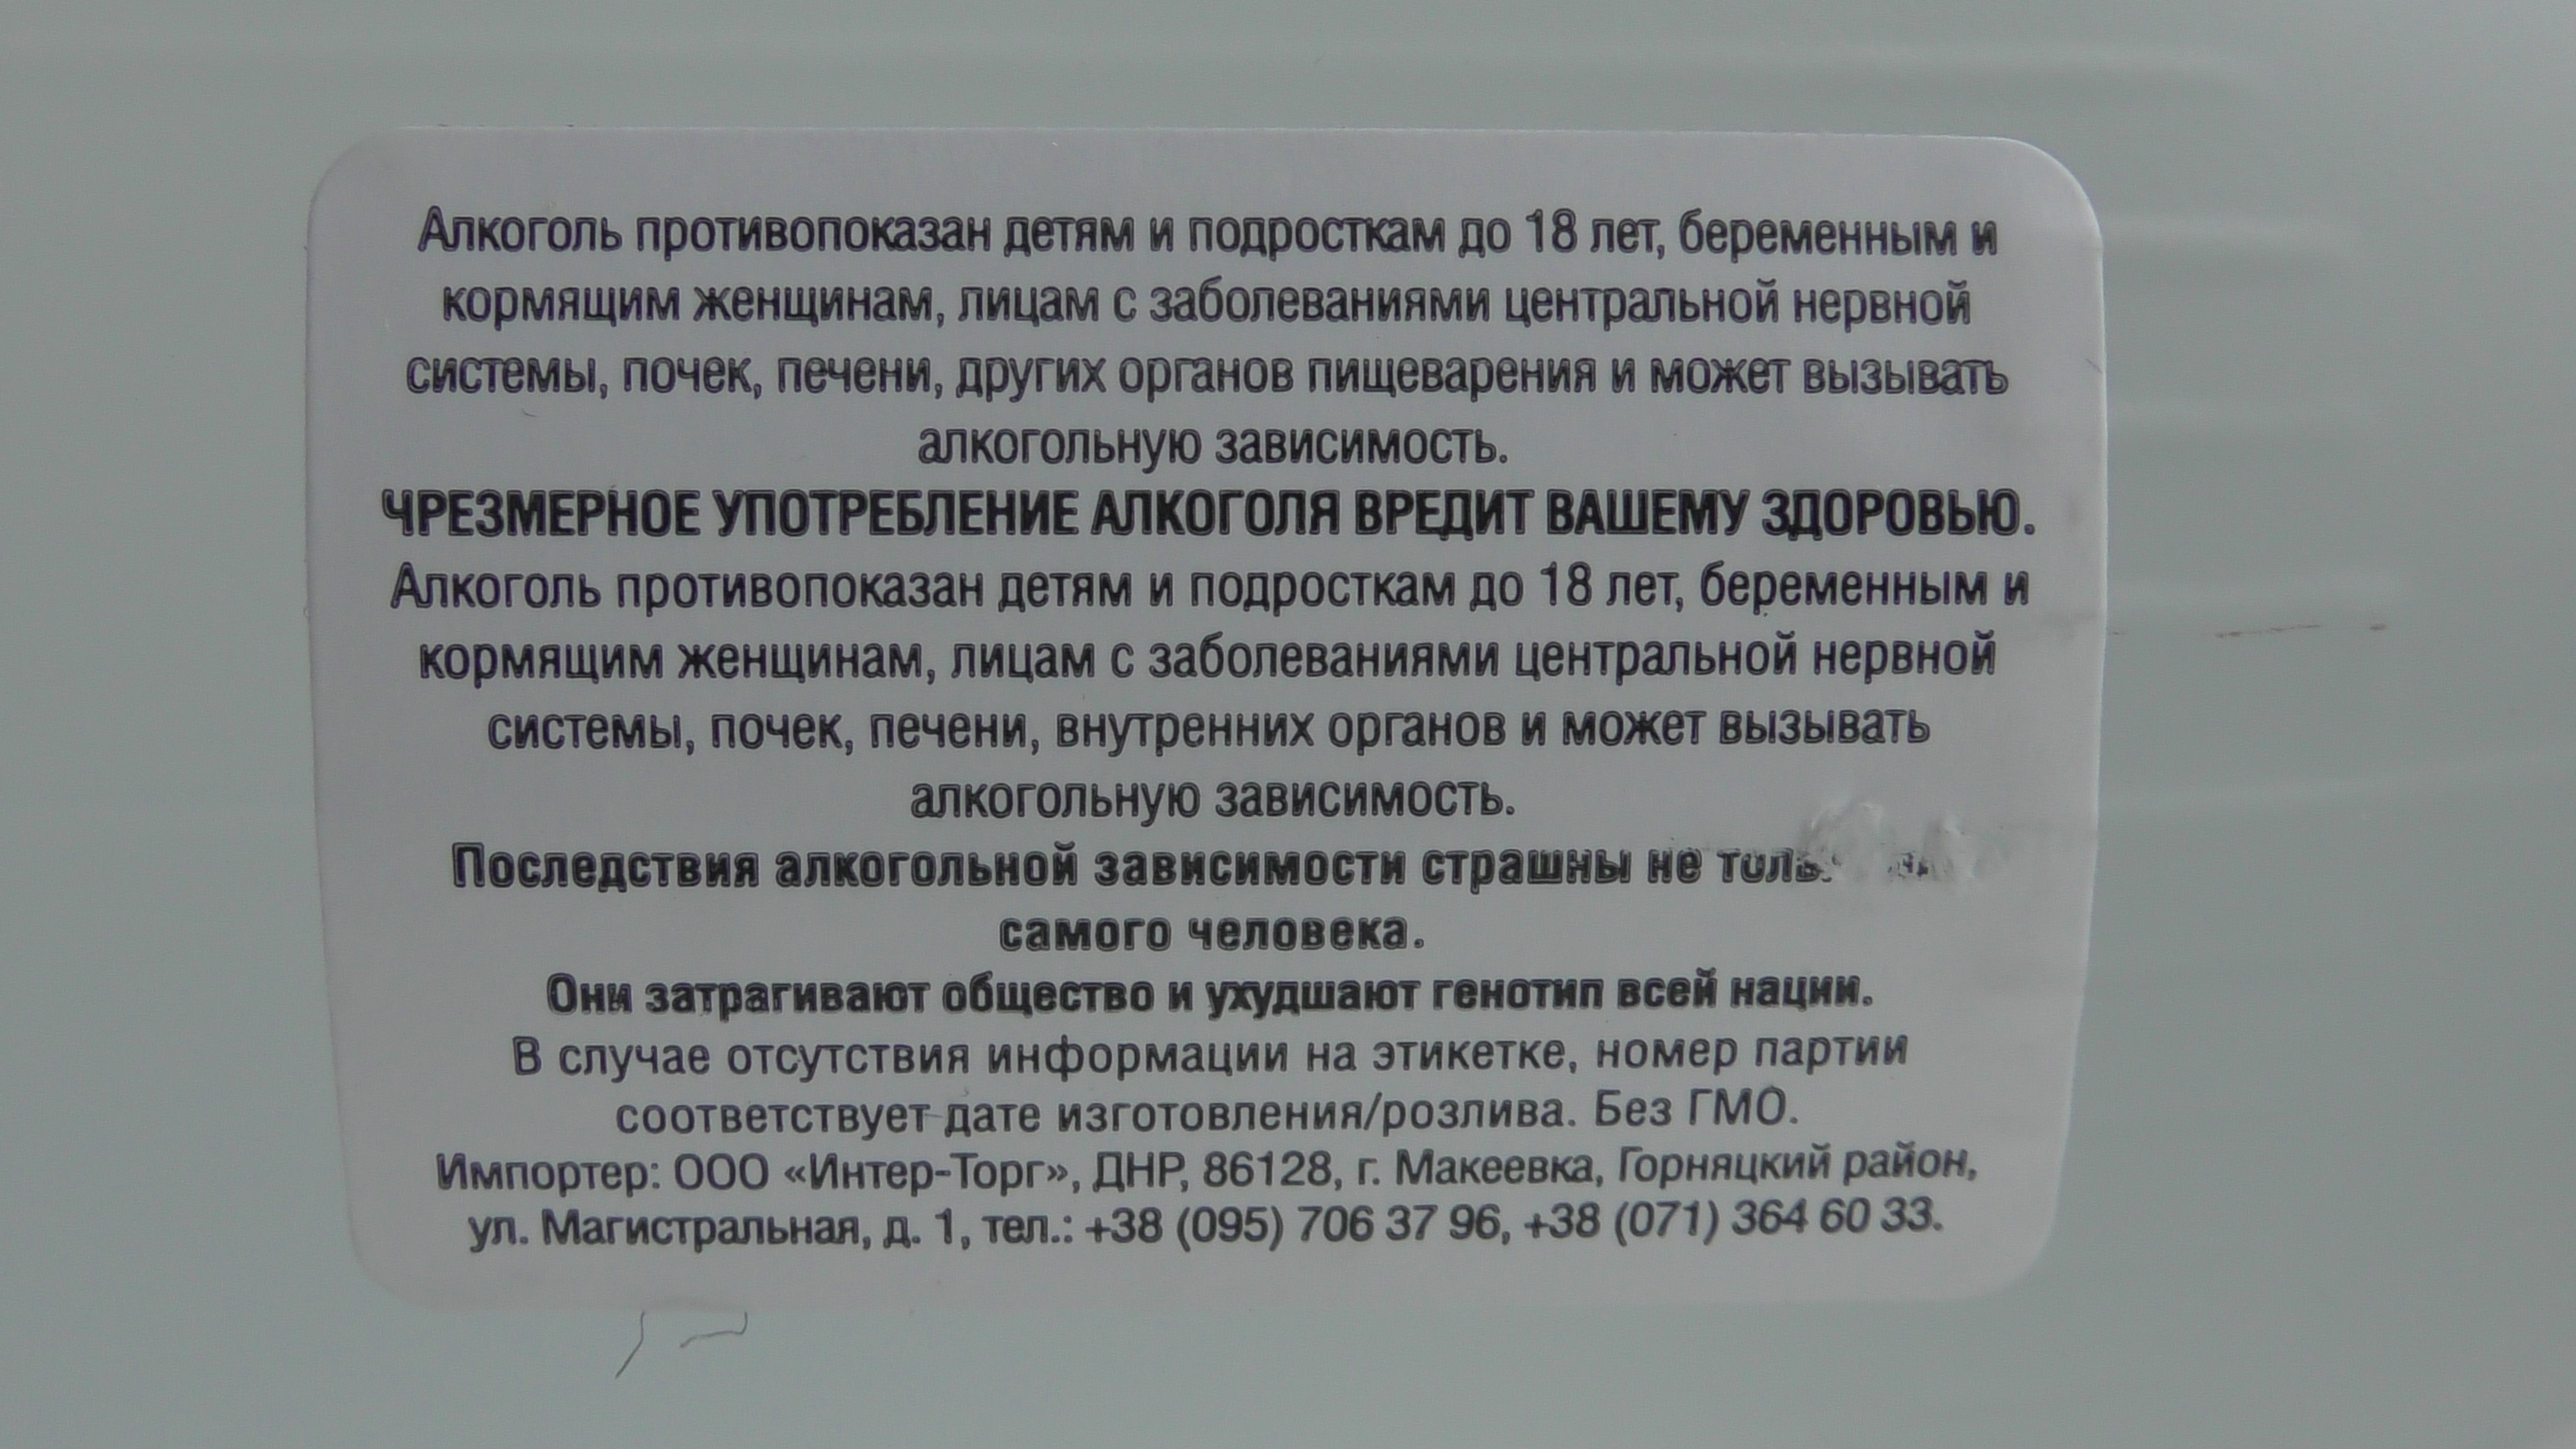 Алкоголь противопоказан детям и подросткам до 18 лет, беременным и
кормящим женщинам, лицам с заболеваниями центральной нервной
системы, почек, печени, других органов пищеварения и может вызывать
алкогольную зависимость.
ЧРЕЗМЕРНОЕ УПОТРЕБЛЕНИЕ АЛКОГОЛЯ ВРЕДИТ ВАШЕМУ ЗДОРОВЬЮ.
Алкоголь противопоказан детям и подросткам до 18 лет, беременным и
кормящим женщинам, лицам с заболеваниями центральной нервной
системы, почек, печени, внутренних органов и может вызывать
алкогольную зависимость.
Последствия алкогольной зависимости страшны не
самого человека.
Они затрагивают общество и ухудшают генотип всей нации.
В случае отсутствия информации на этикетке, номер партии
соответствует дате изготовления/розлива. Без ГМО.
Импортер: ООО «Интер-Торг», ДНР, 86128, г. Макеевка, Горняцкий район,
ул. Магистральная, д. 1, тел.: +38 (095) 706 37 96, +38 (071) 364 60 33.